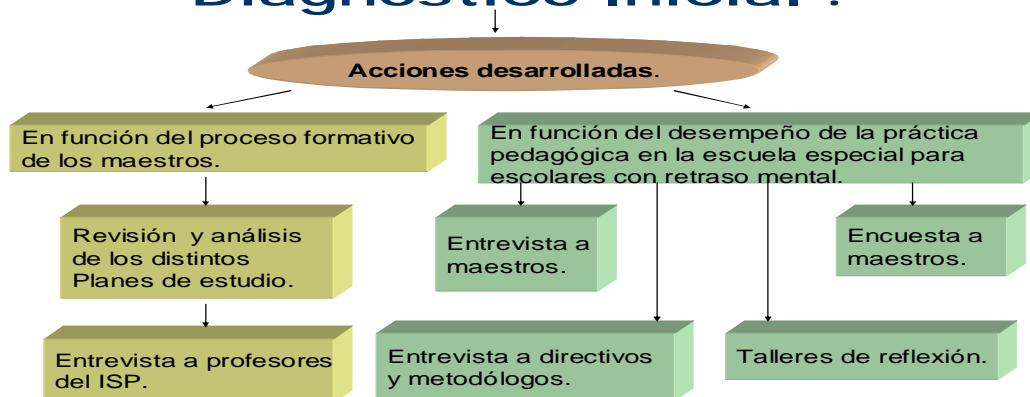 Diagnóstico inicial.
Acciones desarrolladas.
En función del proceso formativo
de los maestros.
En función del desempeño de la práctica
pedagógica en la escuela especial para
escolares con retraso mental.
Revisión y análisis
de los distintos
Planes de estudio.
Entrevista a
maestros.
Encuesta a
maestros.
Entrevista a profesores
del ISP.
Entrevista a directivos
y metodólogos.
Talleres de reflexión.